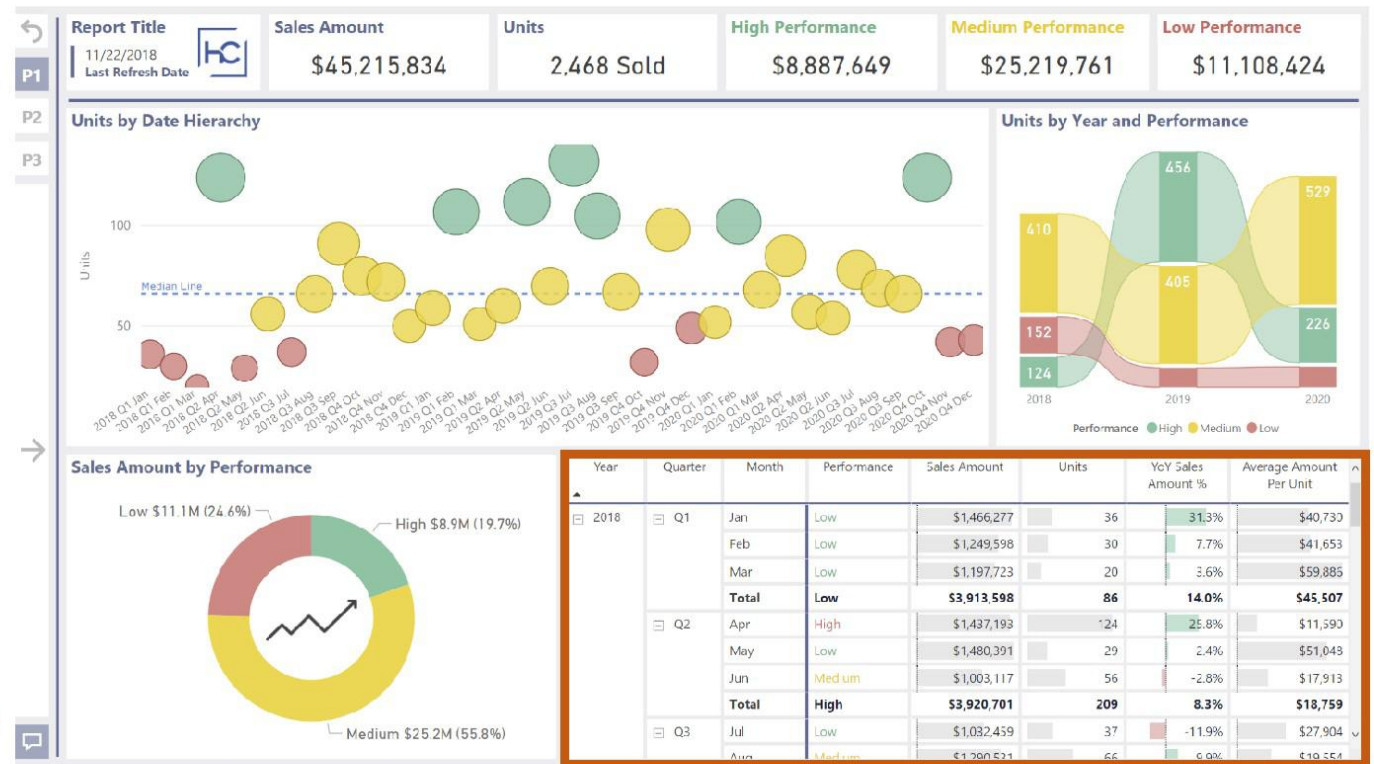 Report Title
11/22/2018
Last Refresh Date
HC
Sales Amount
$45,215,834
Units
2,468 Sold
High Performance
$8,887,649
Medium Performance
$25,219,761
Low Performance
$11,108,424
P1
P2
P3
Units by Date Hierarchy
Units
100
50
Median Line
2018 Q1 Jan
2018 Q1 Feb
2018 Q1 Mar
2018 Q2 Apr
2018 Q2 May
2018 Q2 Jun
2018 Q3 Jul
2018 Q3 Aug
2018 Q3 Sep
2018 Q4 Oct
2018 Q4 Nov
2018 Q4 Dec
2019 Q1 Jan
2019 Q1 Feb
2019 Q1 Mar
2019 Q2 Apr
2019 Q2 May
2019 Q2 Jun
2019 Q3 Jul
2019 Q3 Aug
2019 Q3 Sep
2019 Q4 Oct
2019 Q4 Nov
2019 Q4 Dec
2020 Q1 Jan
2020 Q1 Feb
2020 Q1 Mar
2020 Q2 Apr
2020 Q2 May
2020 Q2 Jun
2020 Q3 Jul
2020 Q3 Aug
2020 Q3 Sep
2020 Q4 Oct
2020 Q4 Nov
2020 Q4 Dec
Units by Year and Performance
410
152
124
456
405
529
226
2018 2019 2020
Performance High Medium Low
Sales Amount by Performance
Low $11.1M (24.6%)
High $8.9M (19.7%)
Medium $25.2M (55.8%)
Year Quarter Month Performance Sales Amount Units YoY Sales Amount % Average Amount Per Unit
2018 Q1 Jan Low $1,466,277 36 31.3% $40,730
Feb Low $1,249,598 30 7.7% $41,653
Mar Low $1,197,723 20 3.6% $59,886
Total Low $3,913,598 86 14.0% $45,507
Q2 Apr High $1,437,193 124 25.8% $11,590
May Low $1,480,391 29 2.4% $51,048
Jun Medium $1,003,117 56 -2.8% $17,913
Total High $3,920,701 209 8.3% $18,759
Q3 Jul Low $1,032,459 37 -11.9% $27,904
Aug Medium $1,290,531 66 9.9% $19,554